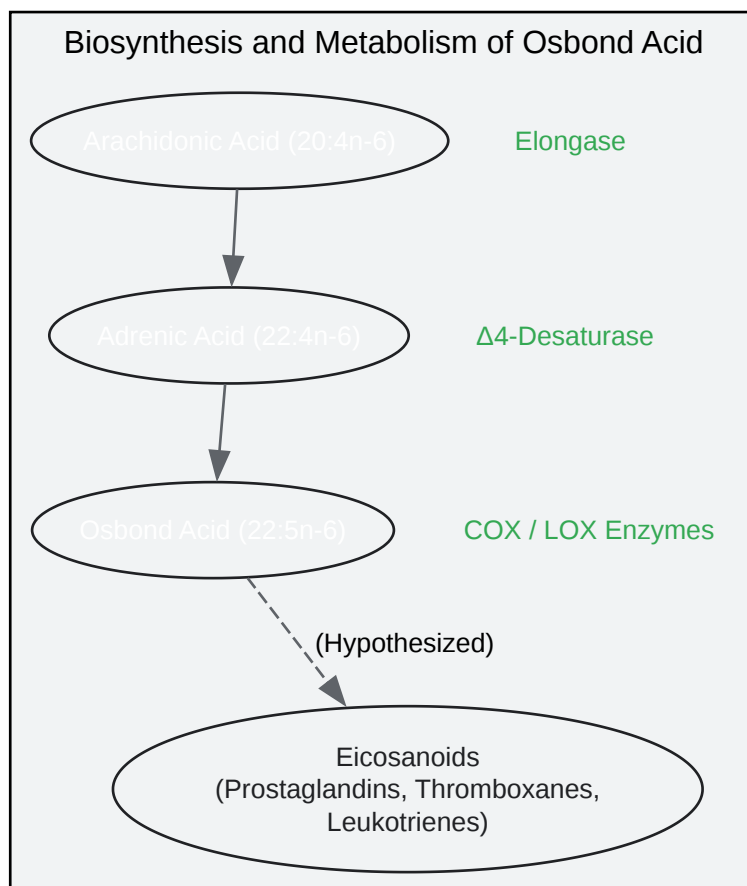 Biosynthesis and Metabolism of Osbond Acid
Arachidonic Acid (20:4n-6)
Elongase
Adrenic Acid (22:4n-6)
Δ4-Desaturase
Osbond Acid (22:5n-6)
COX / LOX Enzymes
(Hypothesized)
Eicosanoids
(Prostaglandins, Thromboxanes,
Leukotrienes)